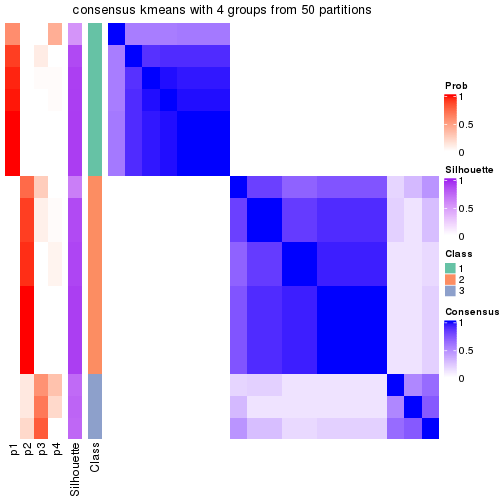 consensus kmeans with 4 groups from 50 partitions
Prob
1
0.5
0
Silhouette
1
0.5
0
Class
1
2
3
Consensus
1
0.5
0
p1
p2
p3
p4
Silhouette
Class